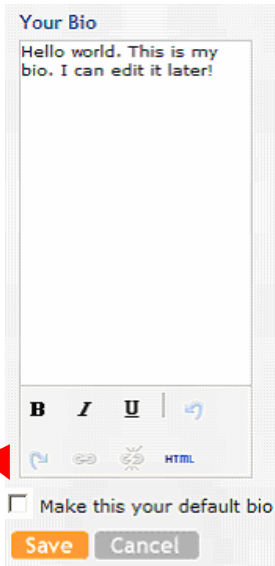 Your Bio
Hello world. This is my
bio. I can edit it later!
B I U
HTML
Make this your default bio
Save Cancel